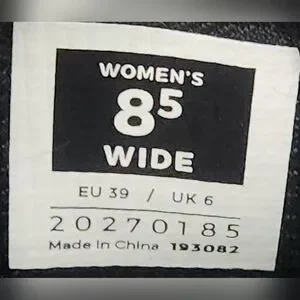 WOMEN'S
8⁵
WIDE
EU 39 / UK 6
20270185
Made In China 193082